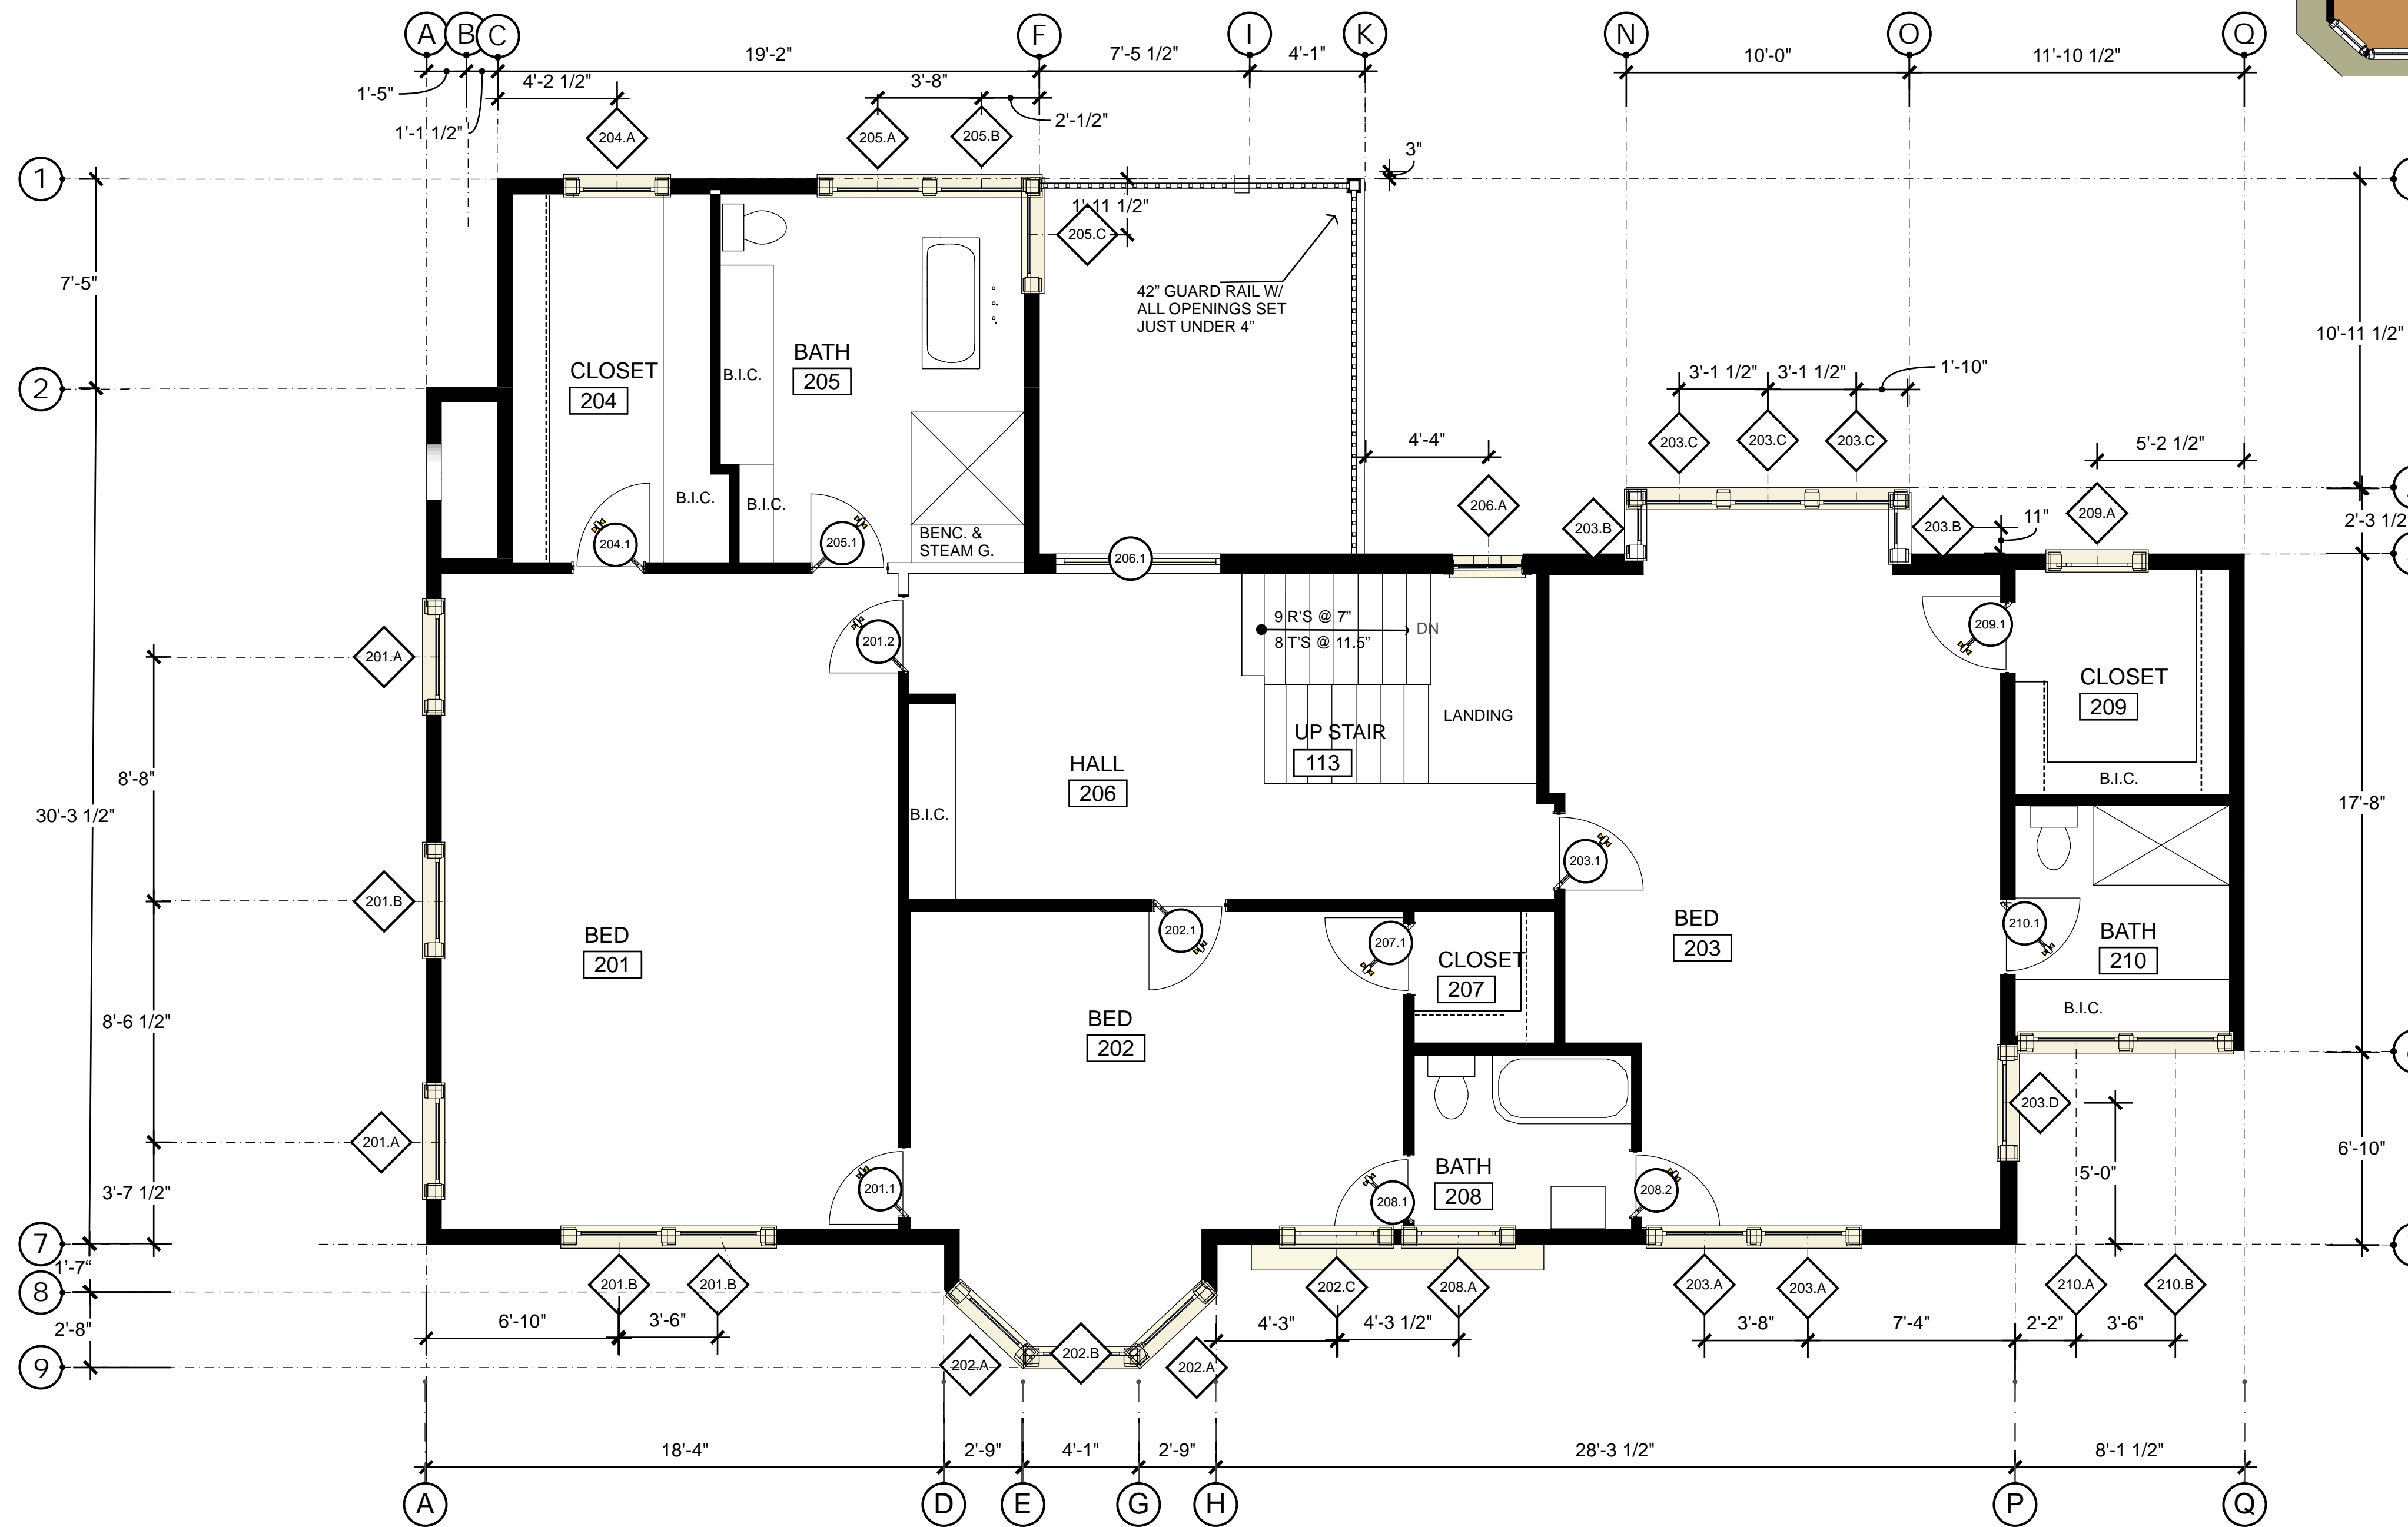 A B C F I K N O Q
19'-2" 7'-5 1/2" 4'-1" 10'-0" 11'-10 1/2"
1'-5" 4'-2 1/2" 3'-8"
1'-1 1/2" 2'-1/2"
204.A 205.A 205.B
3"
1
1'-11 1/2"
205.C
7'-5"
42” GUARD RAIL W/
ALL OPENINGS SET
JUST UNDER 4”
10'-11 1/2"
BATH
205
CLOSET
204
B.I.C.
2
3'-1 1/2" 3'-1 1/2" 1'-10"
203.C 203.C 203.C
4'-4" 5'-2 1/2"
B.I.C. B.I.C.
206.A 203.B 203.B 11" 209.A
2'-3 1/2
204.1 205.1
BENC. &
STEAM G.
206.1
9 R'S @ 7”
DN
8 T'S @ 11.5”
201.2
209.1
201.A
CLOSET
209
LANDING
UP STAIR
113
HALL
206
8'-8"
B.I.C.
17'-8"
30'-3 1/2"
B.I.C.
203.1
201.B
BED
201
202.1 207.1
BED
203
210.1
BATH
210
CLOSET
207
B.I.C.
8'-6 1/2"
BED
202
203.D
201.A
6'-10"
BATH
208
5'-0"
3'-7 1/2"
201.1 208.1 208.2
7
1'-7“
8
201.B 201.B 202.C 208.A 203.A 203.A 210.A 210.B
6'-10" 3'-6" 4'-3" 4'-3 1/2" 3'-8" 7'-4" 2'-2" 3'-6"
2'-8"
9
202.A 202.B 202.A
18'-4" 2'-9" 4'-1" 2'-9" 28'-3 1/2" 8'-1 1/2"
A D E G H P Q